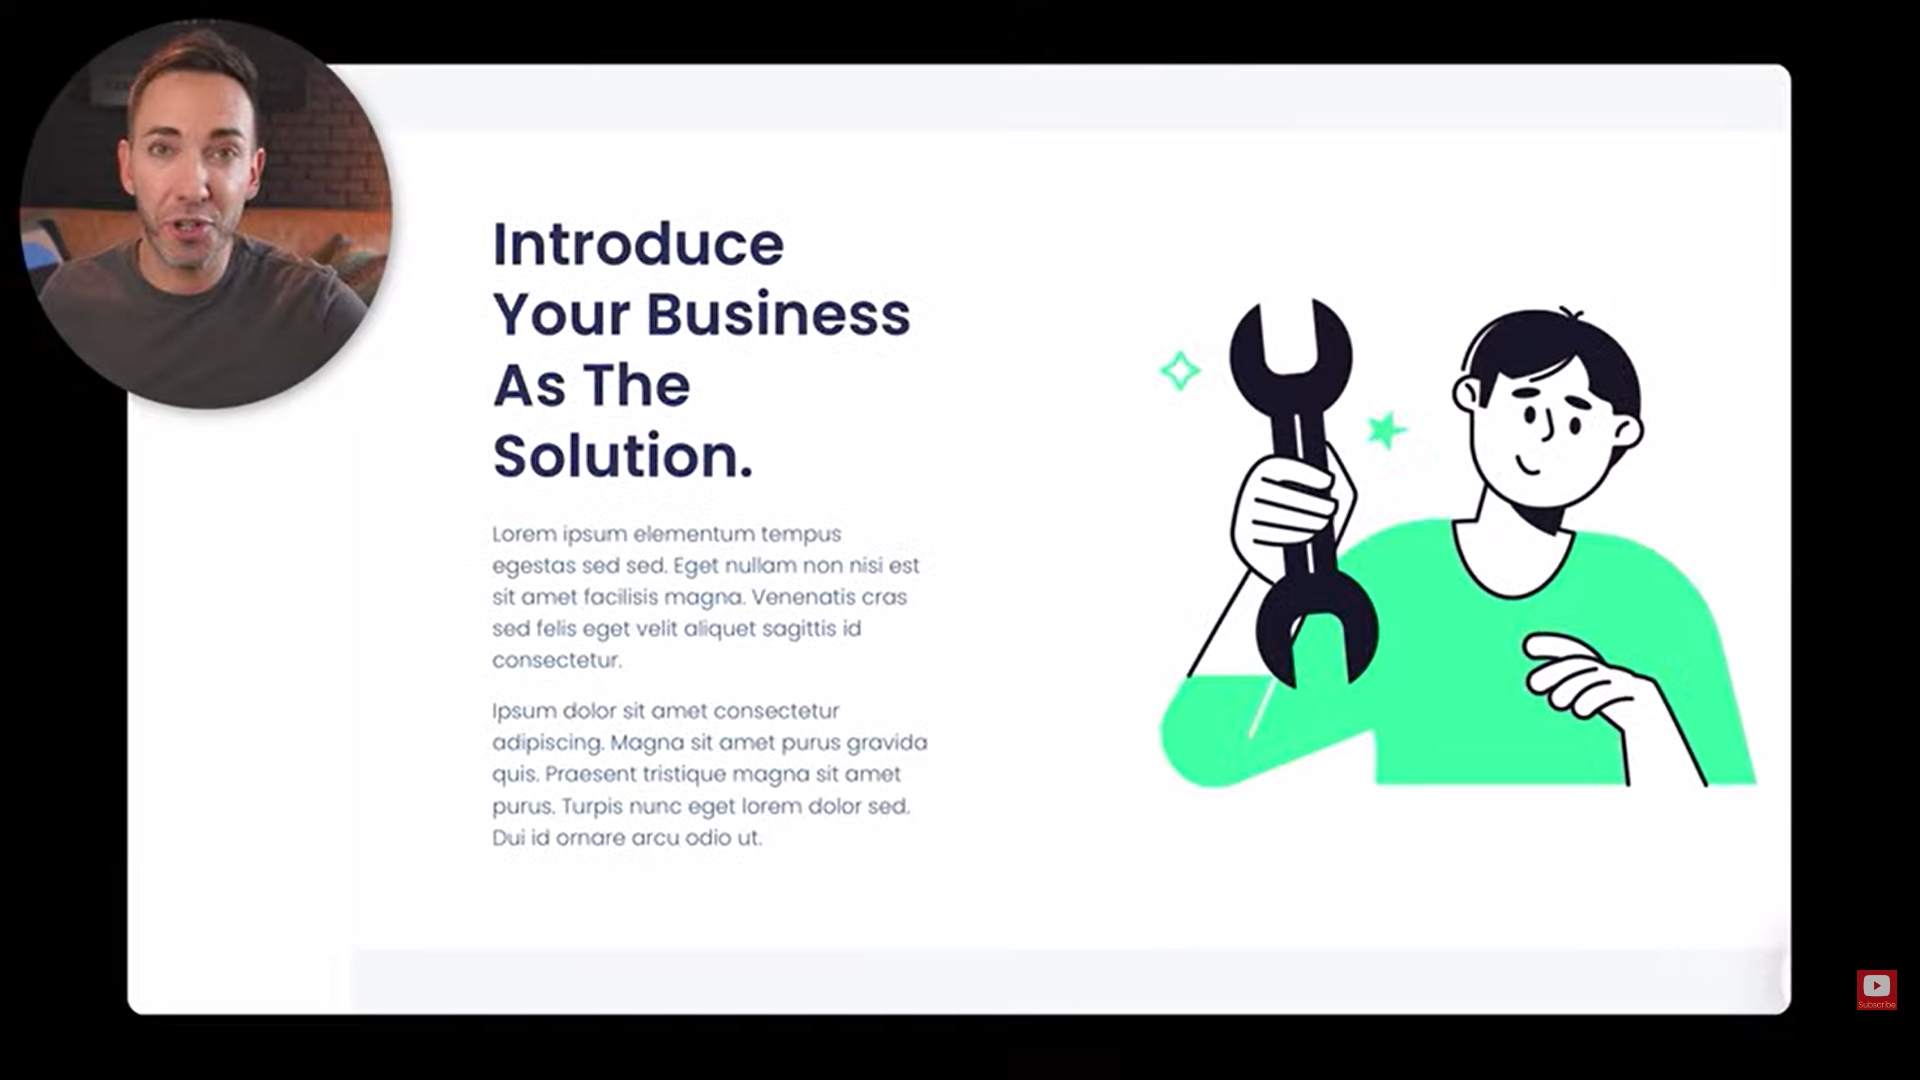 Introduce
Your Business
As The
Solution.
Lorem ipsum elementum tempus
egestas sed sed. Eget nullam non nisi est
sit amet facilisis magna. Venenatis cras
sed felis eget velit aliquet sagittis id
consectetur.
Ipsum dolor sit amet consectetur
adipiscing. Magna sit amet purus gravida
quis. Praesent tristique magna sit amet
purus. Turpis nunc eget lorem dolor sed.
Dui id ornare arcu odio ut.
Subscribe